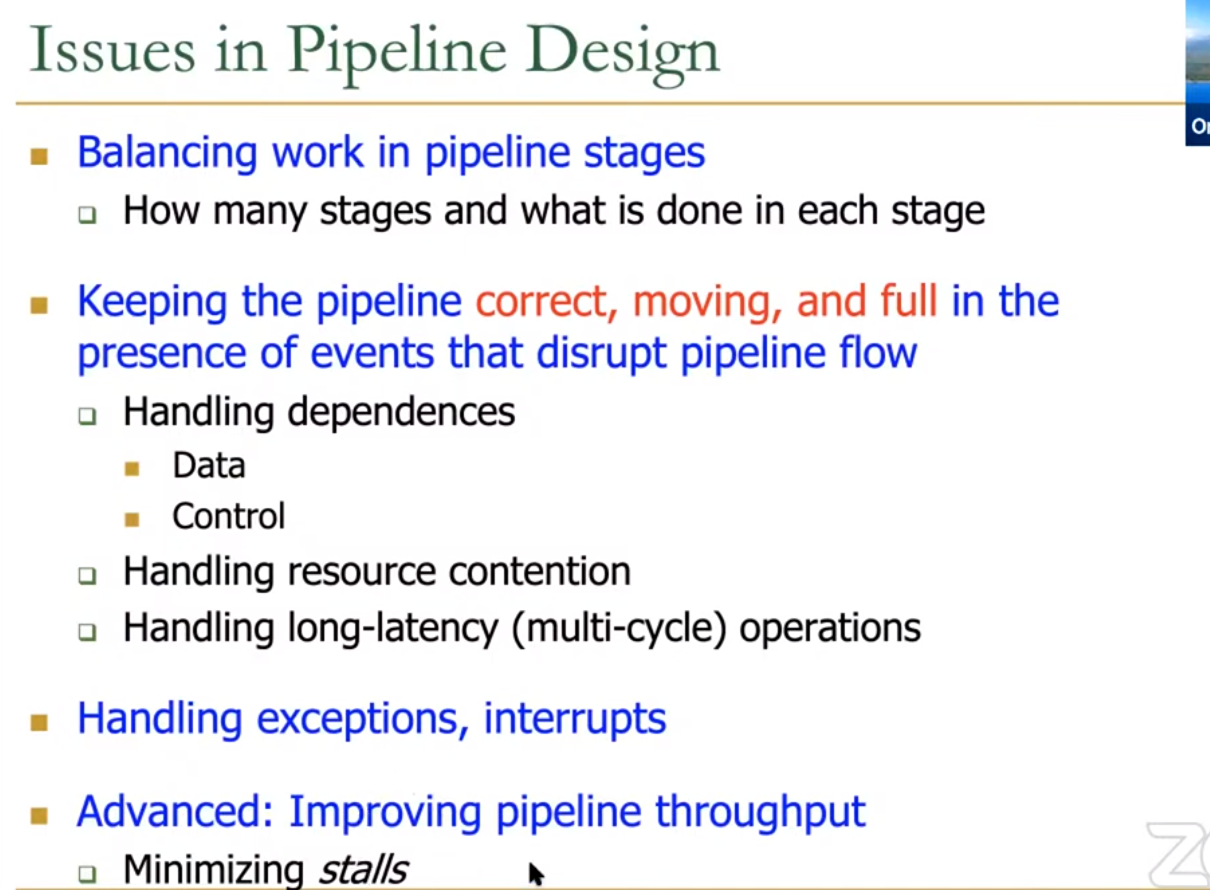 Issues in Pipeline Design
Balancing work in pipeline stages
How many stages and what is done in each stage
Keeping the pipeline correct, moving, and full in the
presence of events that disrupt pipeline flow
Handling dependences
Data
Control
Handling resource contention
Handling long-latency (multi-cycle) operations
Handling exceptions, interrupts
Advanced: Improving pipeline throughput
Minimizing stalls